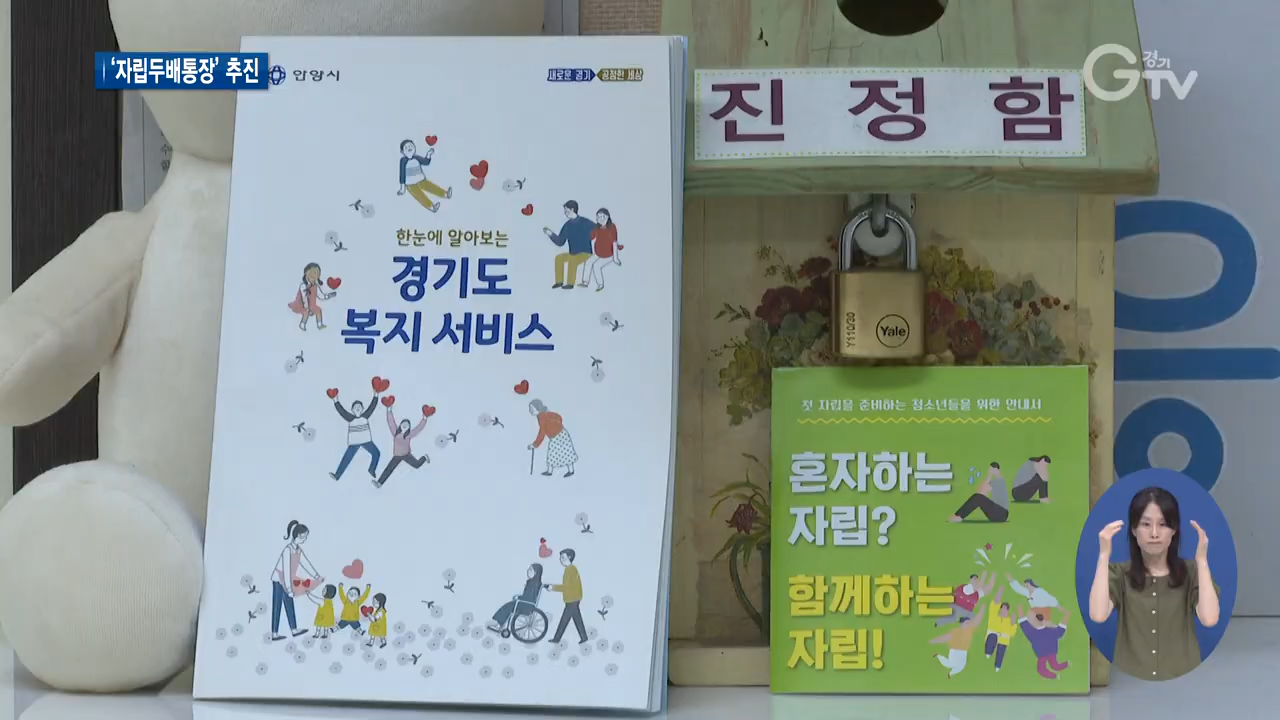 '자립두배통장' 추진
안양시
새로운 경기 공정한 세상
경기
GTV
진정함
한눈에 알아보는
경기도
복지 서비스
Yale
Y110/30
첫 자립을 준비하는 청소년들을 위한 안내서
혼자하는
자립?
함께하는
자립!